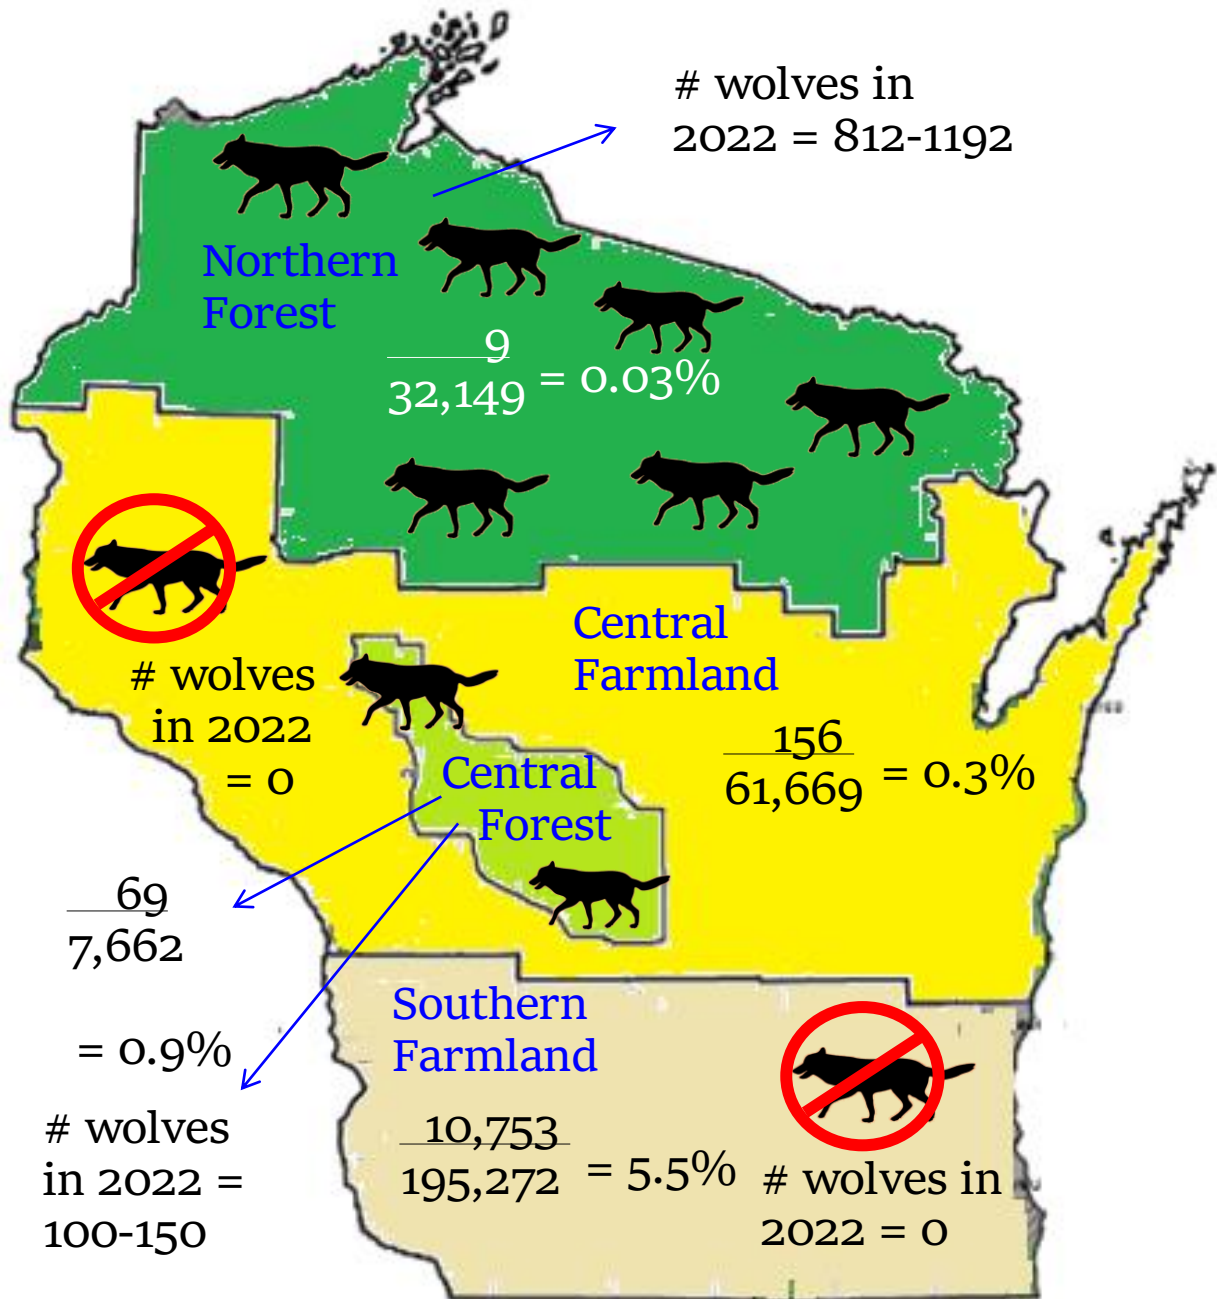 # wolves in
2022 = 812-1192
Northern
Forest
9
32,149 = 0.03%
# wolves
in 2022
= 0
Central
Farmland
156
61,669 = 0.3%
Central
Forest
69
7,662
= 0.9%
# wolves
in 2022 =
100-150
Southern
Farmland
10,753
195,272 = 5.5%
# wolves in
2022 = 0